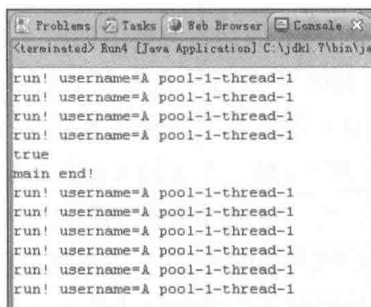 Problems Tasks Web Browser Console
<terminated> Run4 [Java Application] C:\jdk1.7\bin\ja
run! username=A pool-1-thread-1
run! username=A pool-1-thread-1
run! username=A pool-1-thread-1
run! username=A pool-1-thread-1
true
main end!
run! username=A pool-1-thread-1
run! username=A pool-1-thread-1
run! username=A pool-1-thread-1
run! username=A pool-1-thread-1
run! username=A pool-1-thread-1
run! username=A pool-1-thread-1